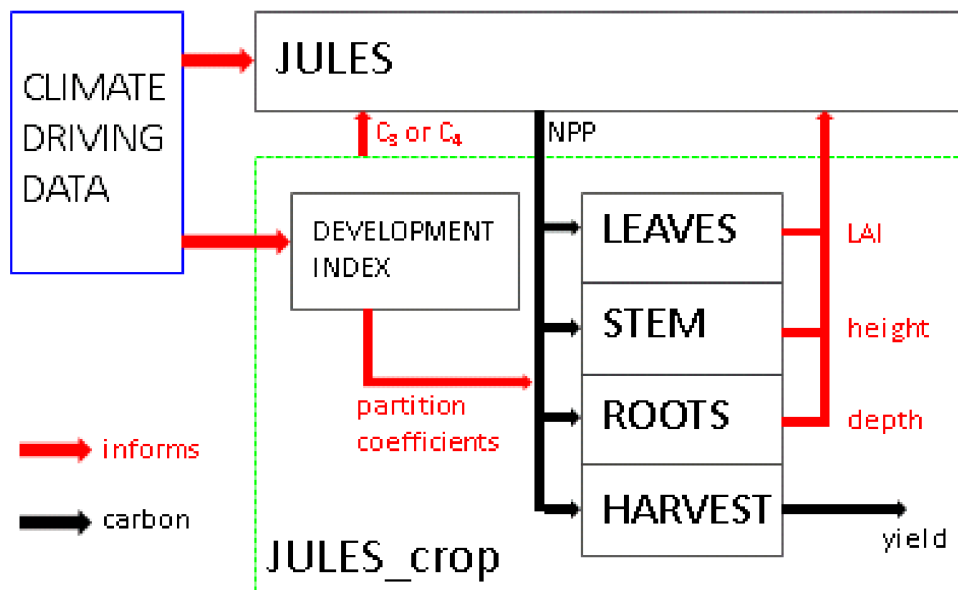 CLIMATE
DRIVING
DATA
JULES
C₃ or C₄
NPP
DEVELOPMENT
INDEX
LEAVES
LAI
STEM
height
ROOTS
depth
partition
coefficients
HARVEST
yield
informs
carbon
JULES_crop